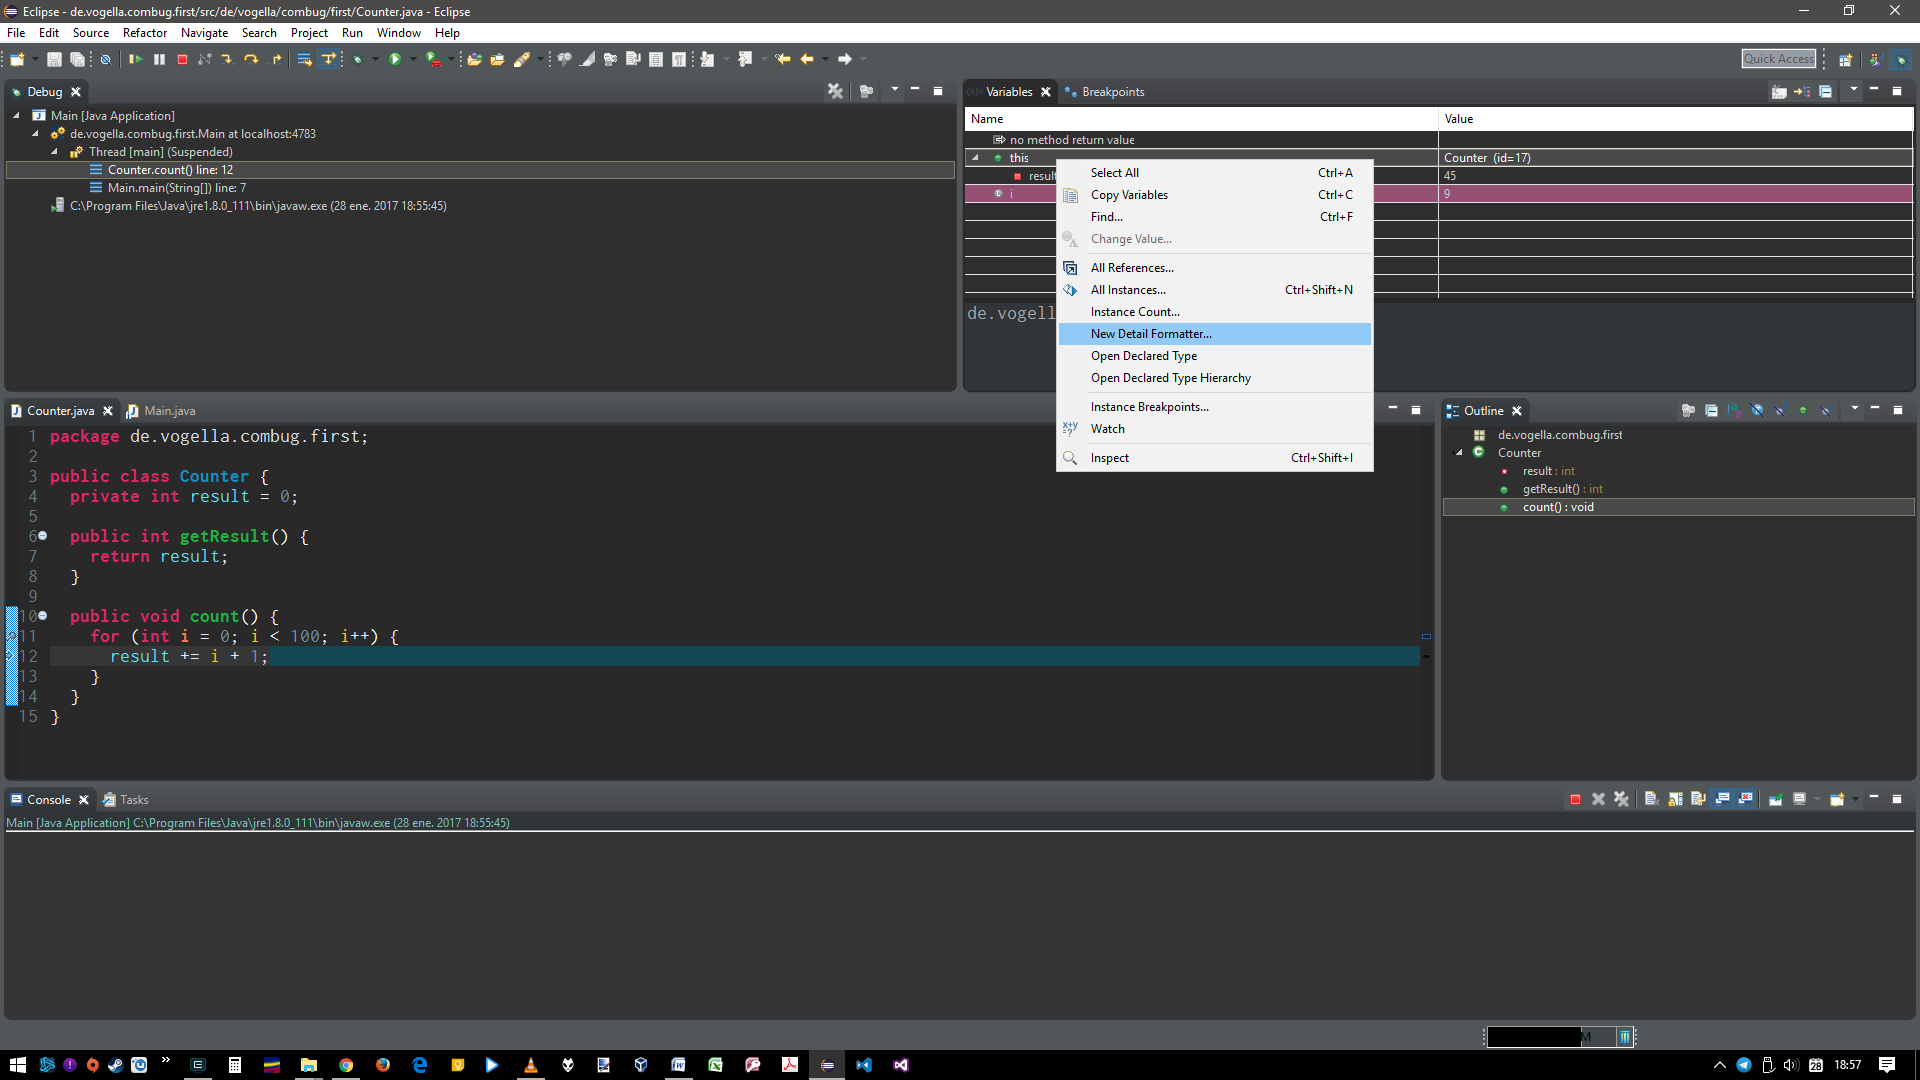 Eclipse - de.vogella.combug.first/src/de/vogella/combug/first/Counter.java - Eclipse
File Edit Source Refactor Navigate Search Project Run Window Help
Quick Access
Debug
Main [Java Application]
de.vogella.combug.first.Main at localhost:4783
Thread [main] (Suspended)
Counter.count() line: 12
Main.main(String[]) line: 7
C:\Program Files\Java\jre1.8.0_111\bin\javaw.exe (28 ene. 2017 18:55:45)
Variables Breakpoints
Name Value
no method return value
this Counter (id=17)
result 45
i 9
de.vogell
Select All Ctrl+A
Copy Variables Ctrl+C
Find... Ctrl+F
Change Value...
All References...
All Instances... Ctrl+Shift+N
Instance Count...
New Detail Formatter...
Open Declared Type
Open Declared Type Hierarchy
Instance Breakpoints...
Watch
Inspect Ctrl+Shift+I
Counter.java Main.java
1 package de.vogella.combug.first;
2
3 public class Counter {
4 private int result = 0;
5
6 public int getResult() {
7 return result;
8 }
9
10 public void count() {
11 for (int i = 0; i < 100; i++) {
12 result += i + 1;
13 }
14 }
15 }
Outline
de.vogella.combug.first
Counter
result : int
getResult() : int
count() : void
Console Tasks
Main [Java Application] C:\Program Files\Java\jre1.8.0_111\bin\javaw.exe (28 ene. 2017 18:55:45)
M
28 18:57